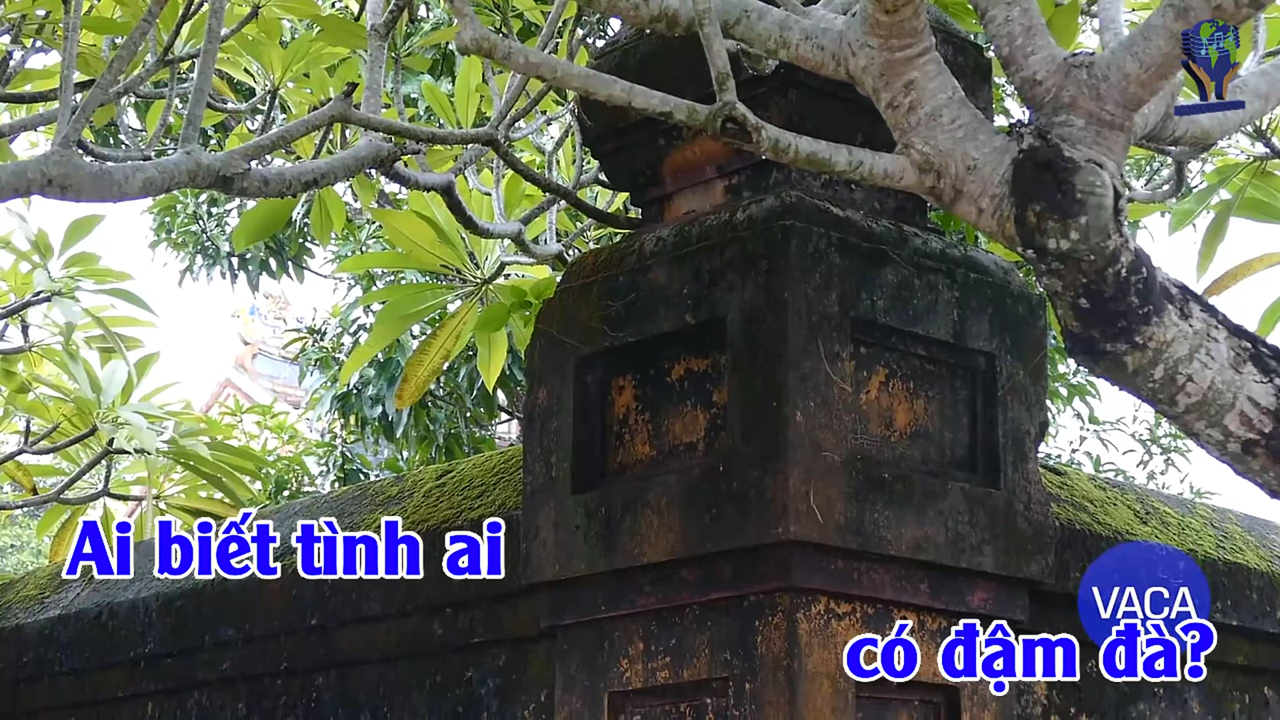 Ai biết tình ai
VACA
có đậm đà?